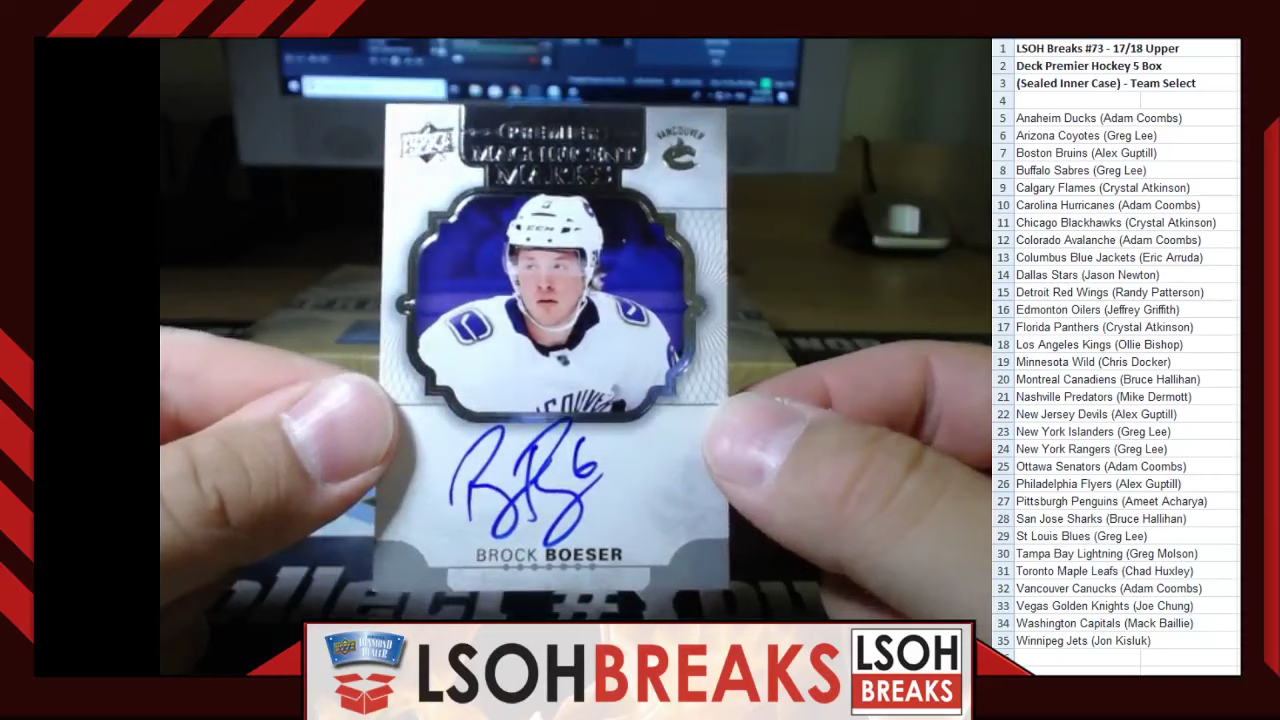 PREMIER
MAGNIFICENT
MARKS
VANCOUVER
CCM
BROCK BOESER
1 LSOH Breaks #73 - 17/18 Upper
2 Deck Premier Hockey 5 Box
3 (Sealed Inner Case) - Team Select
4
5 Anaheim Ducks (Adam Coombs)
6 Arizona Coyotes (Greg Lee)
7 Boston Bruins (Alex Guptill)
8 Buffalo Sabres (Greg Lee)
9 Calgary Flames (Crystal Atkinson)
10 Carolina Hurricanes (Adam Coombs)
11 Chicago Blackhawks (Crystal Atkinson)
12 Colorado Avalanche (Adam Coombs)
13 Columbus Blue Jackets (Eric Arruda)
14 Dallas Stars (Jason Newton)
15 Detroit Red Wings (Randy Patterson)
16 Edmonton Oilers (Jeffrey Griffith)
17 Florida Panthers (Crystal Atkinson)
18 Los Angeles Kings (Ollie Bishop)
19 Minnesota Wild (Chris Docker)
20 Montreal Canadiens (Bruce Hallihan)
21 Nashville Predators (Mike Dermott)
22 New Jersey Devils (Alex Guptill)
23 New York Islanders (Greg Lee)
24 New York Rangers (Greg Lee)
25 Ottawa Senators (Adam Coombs)
26 Philadelphia Flyers (Alex Guptill)
27 Pittsburgh Penguins (Ameet Acharya)
28 San Jose Sharks (Bruce Hallihan)
29 St Louis Blues (Greg Lee)
30 Tampa Bay Lightning (Greg Molson)
31 Toronto Maple Leafs (Chad Huxley)
32 Vancouver Canucks (Adam Coombs)
33 Vegas Golden Knights (Joe Chung)
34 Washington Capitals (Mack Baillie)
35 Winnipeg Jets (Jon Kisluk)
DIAMOND
DEALER
LSOHBREAKS
LSOH
BREAKS